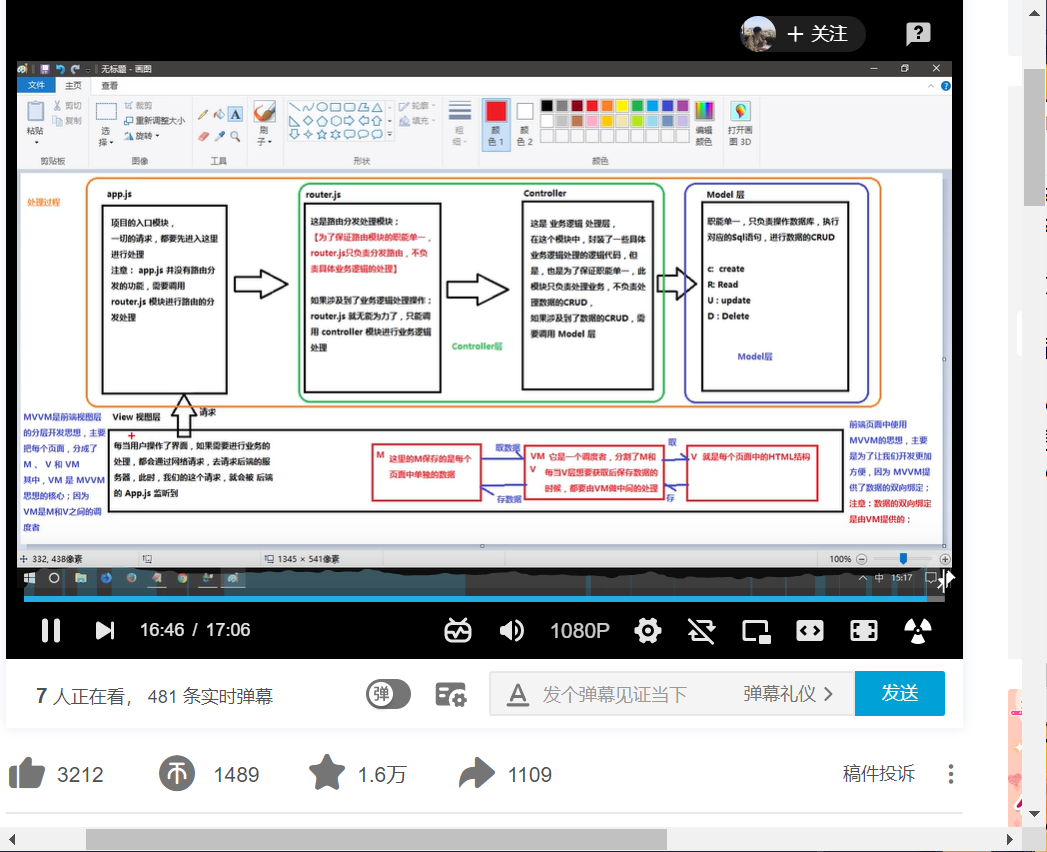 + 关注
无标题 - 画图
文件 主页 查看
粘贴
剪切
复制
剪贴板
选择
裁剪
重新调整大小
旋转
图像
工具
刷子
形状
轮廓
填充
粗细
颜色 1
颜色 2
颜色
编辑颜色
打开画图 3D
处理过程
app.js
项目的入口模块，
一切的请求，都要先进入这里
进行处理
注意： app.js 并没有路由分
发的功能，需要调用
router.js 模块进行路由的分
发处理
router.js
这是路由分发处理模块：
【为了保证路由模块的职能单一，
router.js只负责分发路由，不负
责具体业务逻辑的处理】
如果涉及到了业务逻辑处理操作：
router.js 就无能为力了，只能调
用 controller 模块进行业务逻辑
处理
Controller层
Controller
这是 业务逻辑 处理层，
在这个模块中，封装了一些具体
业务逻辑处理的逻辑代码，但
是，也是为了保证职能单一，此
模块只负责处理业务，不负责处
理数据的CRUD，
如果涉及到了数据的CRUD，需
要调用 Model 层
Model 层
职能单一，只负责操作数据库，执行
对应的Sql语句，进行数据的CRUD
c: create
R: Read
U : update
D : Delete
Model层
MVVM是前端视图层
的分层开发思想，主要
把每个页面，分成了
M 、 V 和 VM
其中，VM 是 MVVM
思想的核心；因为
VM是M和V之间的调
度者
View 视图层
请求
每当用户操作了界面，如果需要进行业务的
处理，都会通过网络请求，去请求后端的服
务器，此时，我们的这个请求，就会被 后端
的 App.js 监听到
M 这里的M保存的是每个
页面中单独的数据
取数据
存数据
VM 它是一个调度者，分割了M和
V 每当V层想要获取后保存数据的
时候，都要由VM做中间的处理
取
存
V 就是每个页面中的HTML结构
前端页面中使用
MVVM的思想，主要
是为了让我们开发更加
方便，因为 MVVM提
供了数据的双向绑定；
注意：数据的双向绑定
是由VM提供的；
332, 438像素
1345 × 541像素
100%
中 15:17
16:46 / 17:06
1080P
7 人正在看， 481 条实时弹幕
弹
A 发个弹幕见证当下
弹幕礼仪 >
发送
3212
1489
1.6万
1109
稿件投诉